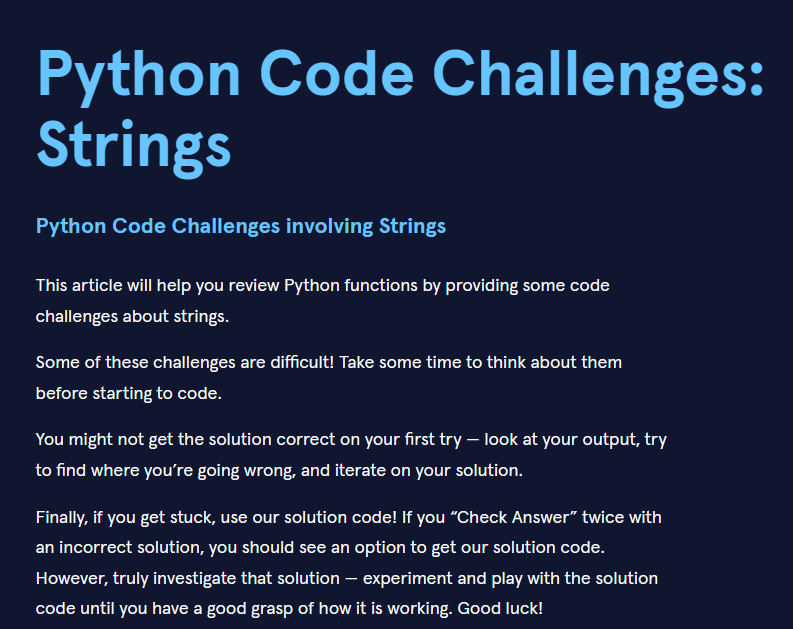 Python Code Challenges:
Strings
Python Code Challenges involving Strings
This article will help you review Python functions by providing some code
challenges about strings.
Some of these challenges are difficult! Take some time to think about them
before starting to code.
You might not get the solution correct on your first try — look at your output, try
to find where you’re going wrong, and iterate on your solution.
Finally, if you get stuck, use our solution code! If you “Check Answer” twice with
an incorrect solution, you should see an option to get our solution code.
However, truly investigate that solution — experiment and play with the solution
code until you have a good grasp of how it is working. Good luck!